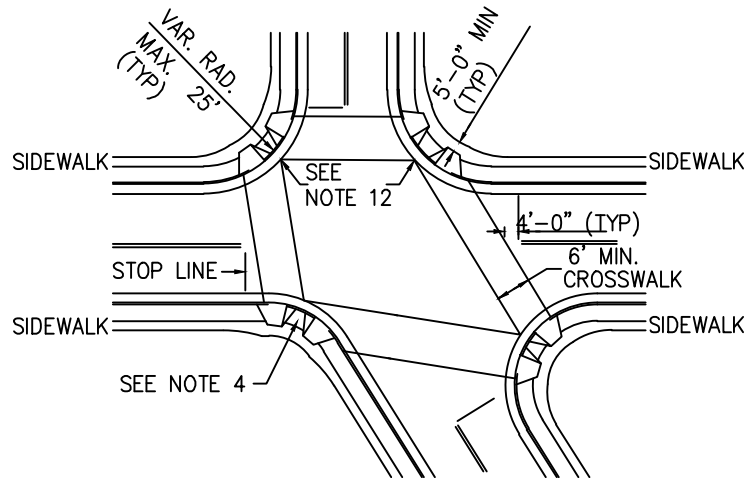 VAR. RAD.
MAX. 25'
(TYP)
5'-0" MIN
(TYP)
SIDEWALK
SIDEWALK
SEE
NOTE 12
4'-0" (TYP)
6' MIN.
CROSSWALK
STOP LINE
SIDEWALK
SIDEWALK
SEE NOTE 4